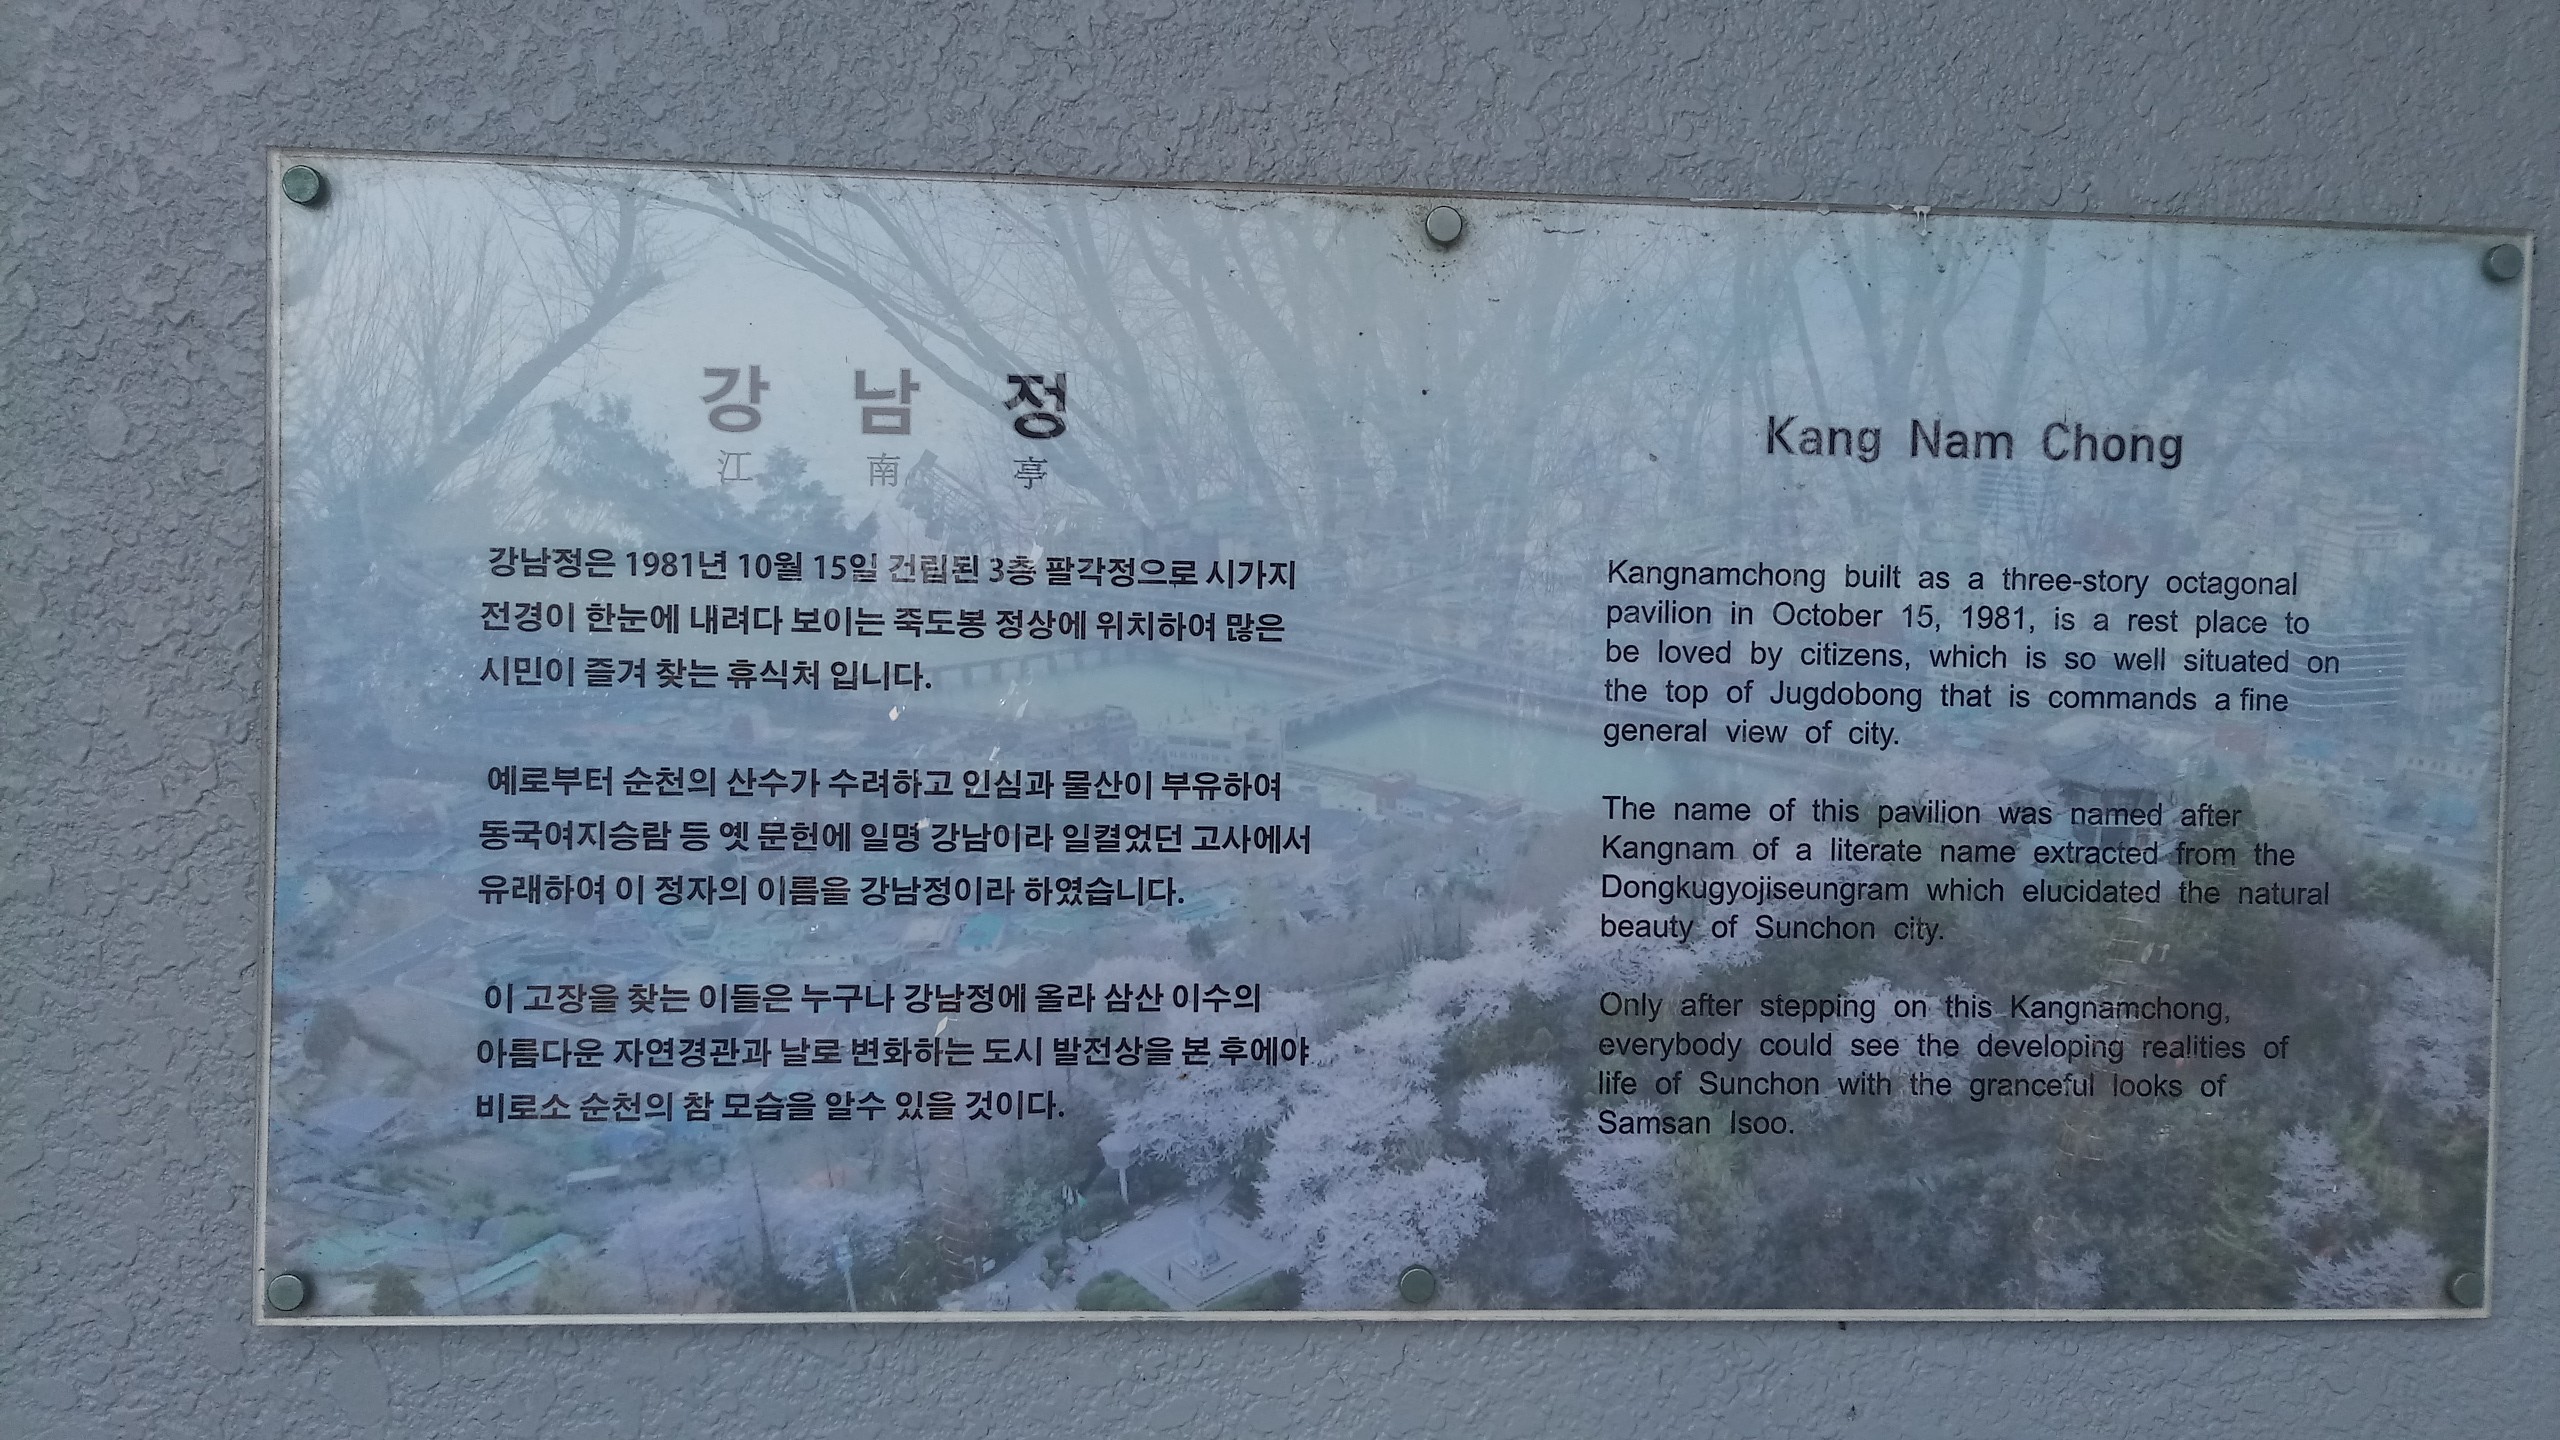 강 남 정
江 南 亭
강남정은 1981년 10월 15일 건립된 3층 팔각정으로 시가지
전경이 한눈에 내려다 보이는 죽도봉 정상에 위치하여 많은
시민이 즐겨 찾는 휴식처 입니다.
예로부터 순천의 산수가 수려하고 인심과 물산이 부유하여
동국여지승람 등 옛 문헌에 일명 강남이라 일컬었던 고사에서
유래하여 이 정자의 이름을 강남정이라 하였습니다.
이 고장을 찾는 이들은 누구나 강남정에 올라 삼산 이수의
아름다운 자연경관과 날로 변화하는 도시 발전상을 본 후에야
비로소 순천의 참 모습을 알수 있을 것이다.
Kang Nam Chong
Kangnamchong built as a three-story octagonal
pavilion in October 15, 1981, is a rest place to
be loved by citizens, which is so well situated on
the top of Jugdobong that is commands a fine
general view of city.
The name of this pavilion was named after
Kangnam of a literate name extracted from the
Dongkugyojiseungram which elucidated the natural
beauty of Sunchon city.
Only after stepping on this Kangnamchong,
everybody could see the developing realities of
life of Sunchon with the granceful looks of
Samsan Isoo.